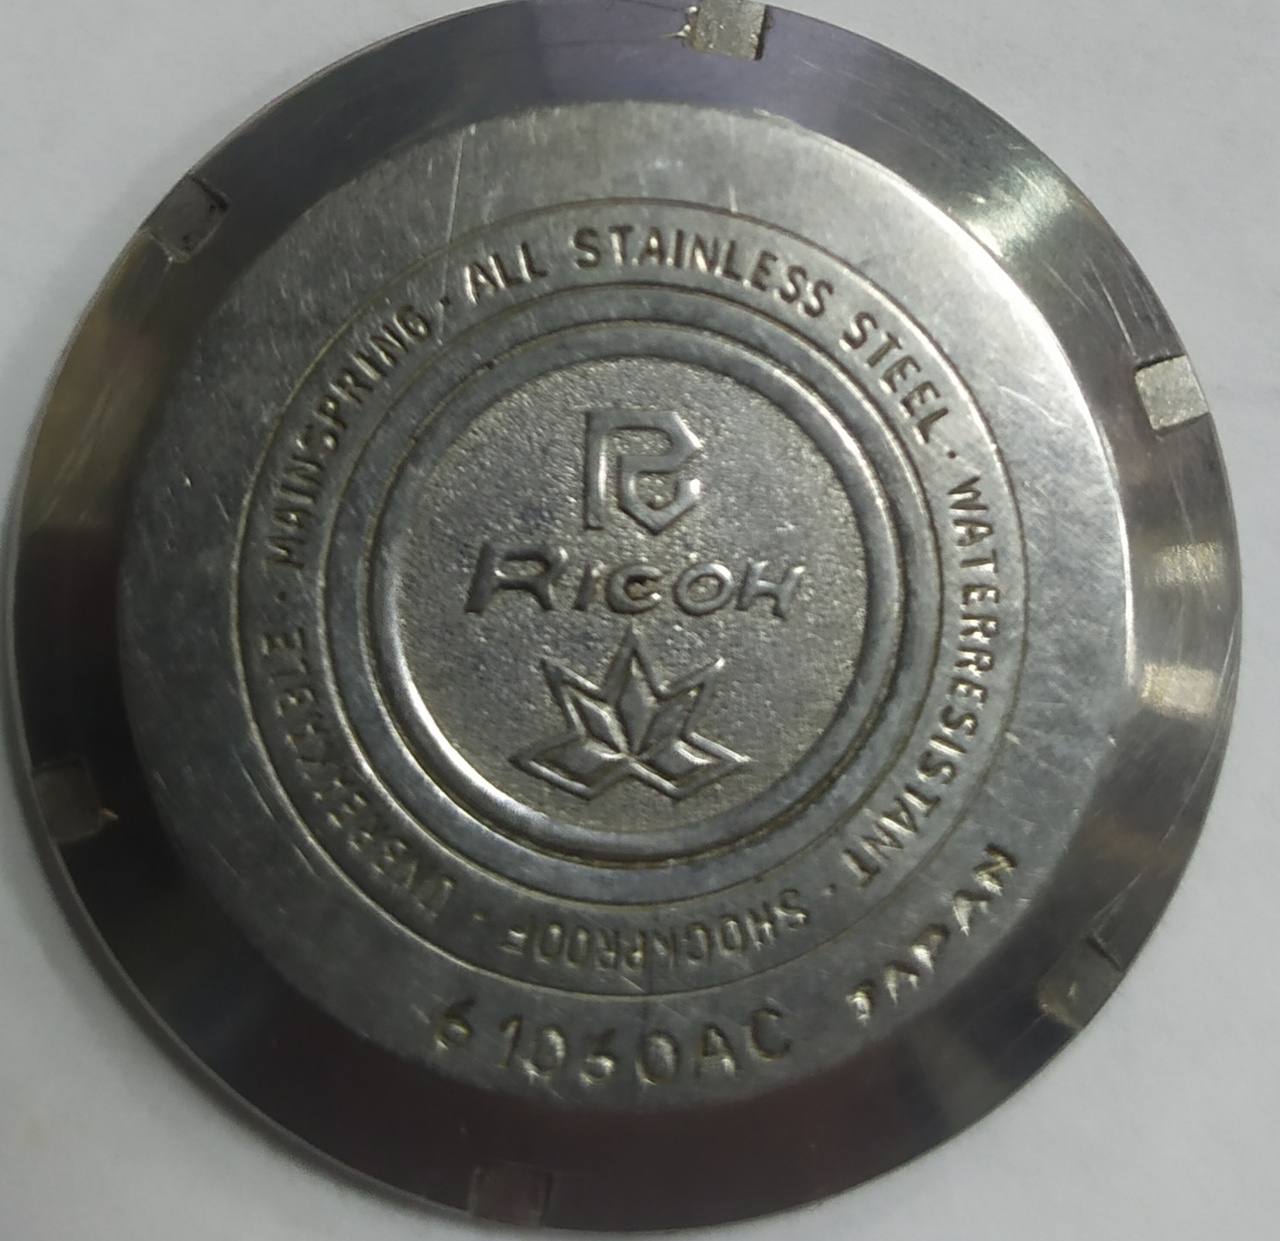 RICOH
ALL STAINLESS STEEL · WATERRESISTANT · SHOCKPROOF · UNBREAKABLE · MAINSPRING ·
61060AC JAPAN